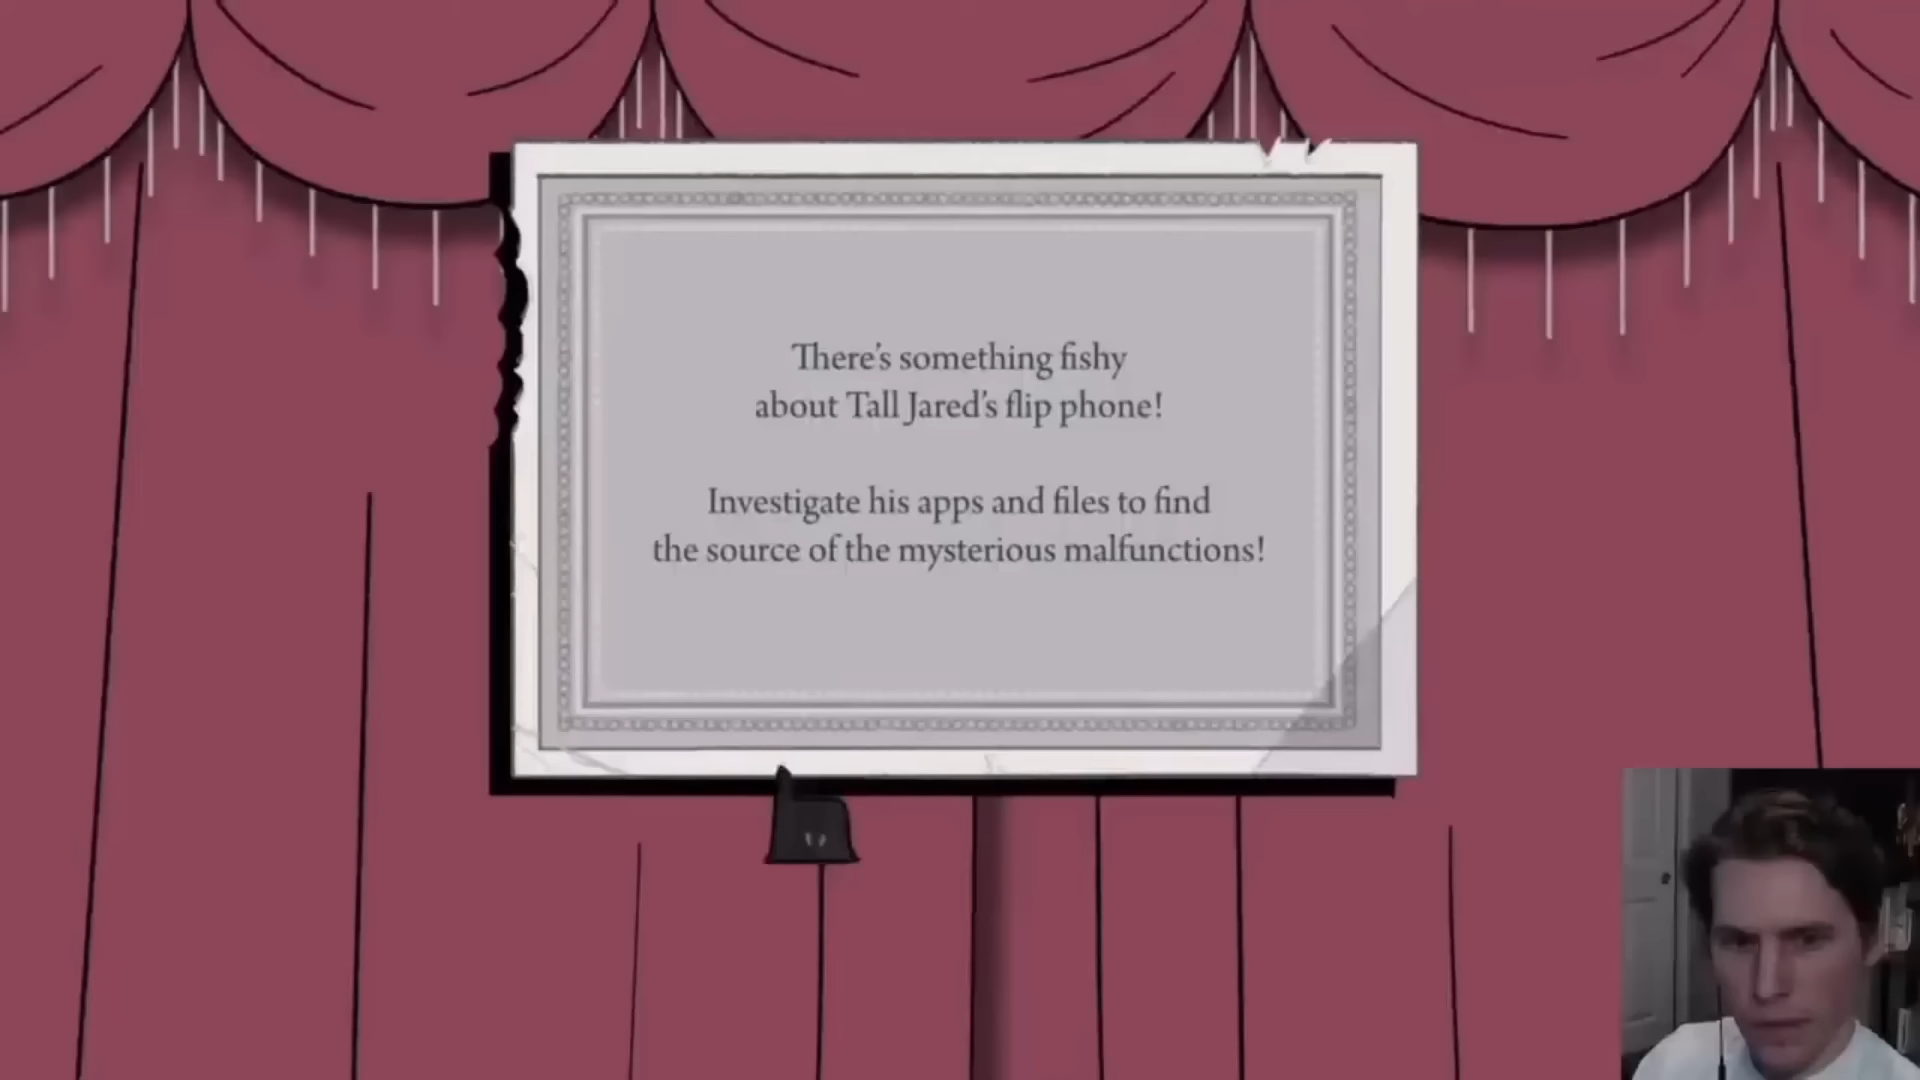 There's something fishy
about Tall Jared's flip phone!
Investigate his apps and files to find
the source of the mysterious malfunctions!